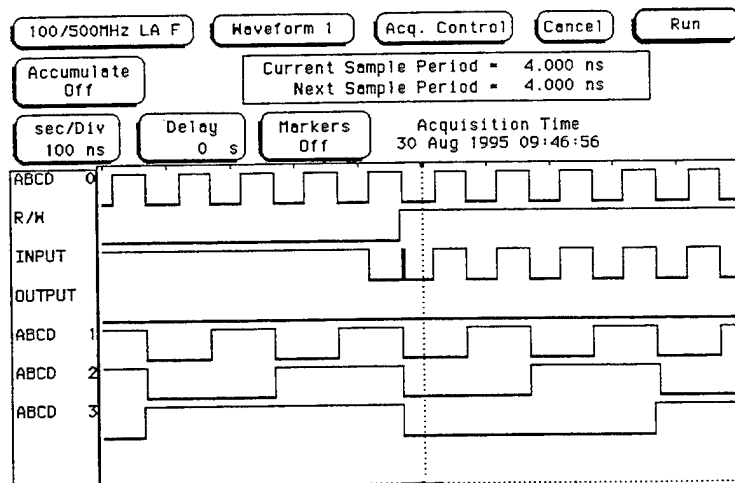 100/500MHz LA F Waveform 1 Acq. Control Cancel Run
Accumulate
Off
Current Sample Period = 4.000 ns
Next Sample Period = 4.000 ns
sec/Div
100 ns
Delay
0 s
Markers
Off
Acquisition Time
30 Aug 1995 09:46:56
ABCD 0
R/W
INPUT
OUTPUT
ABCD 1
ABCD 2
ABCD 3